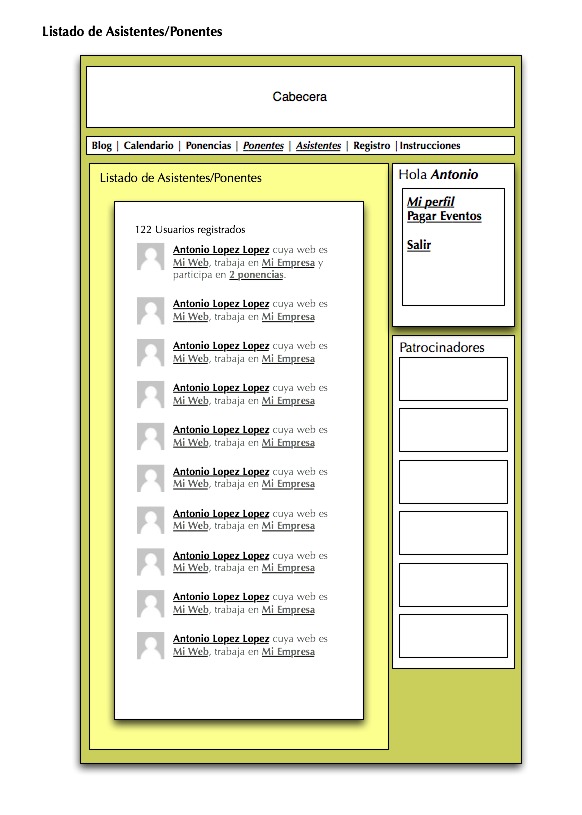 Listado de Asistentes/Ponentes
Cabecera
Blog | Calendario | Ponencias | Ponentes | Asistentes | Registro |Instrucciones
Listado de Asistentes/Ponentes
122 Usuarios registrados
Antonio Lopez Lopez cuya web es
Mi Web, trabaja en Mi Empresa y
participa en 2 ponencias.
Antonio Lopez Lopez cuya web es
Mi Web, trabaja en Mi Empresa
Antonio Lopez Lopez cuya web es
Mi Web, trabaja en Mi Empresa
Antonio Lopez Lopez cuya web es
Mi Web, trabaja en Mi Empresa
Antonio Lopez Lopez cuya web es
Mi Web, trabaja en Mi Empresa
Antonio Lopez Lopez cuya web es
Mi Web, trabaja en Mi Empresa
Antonio Lopez Lopez cuya web es
Mi Web, trabaja en Mi Empresa
Antonio Lopez Lopez cuya web es
Mi Web, trabaja en Mi Empresa
Antonio Lopez Lopez cuya web es
Mi Web, trabaja en Mi Empresa
Antonio Lopez Lopez cuya web es
Mi Web, trabaja en Mi Empresa
Hola Antonio
Mi perfil
Pagar Eventos
Salir
Patrocinadores